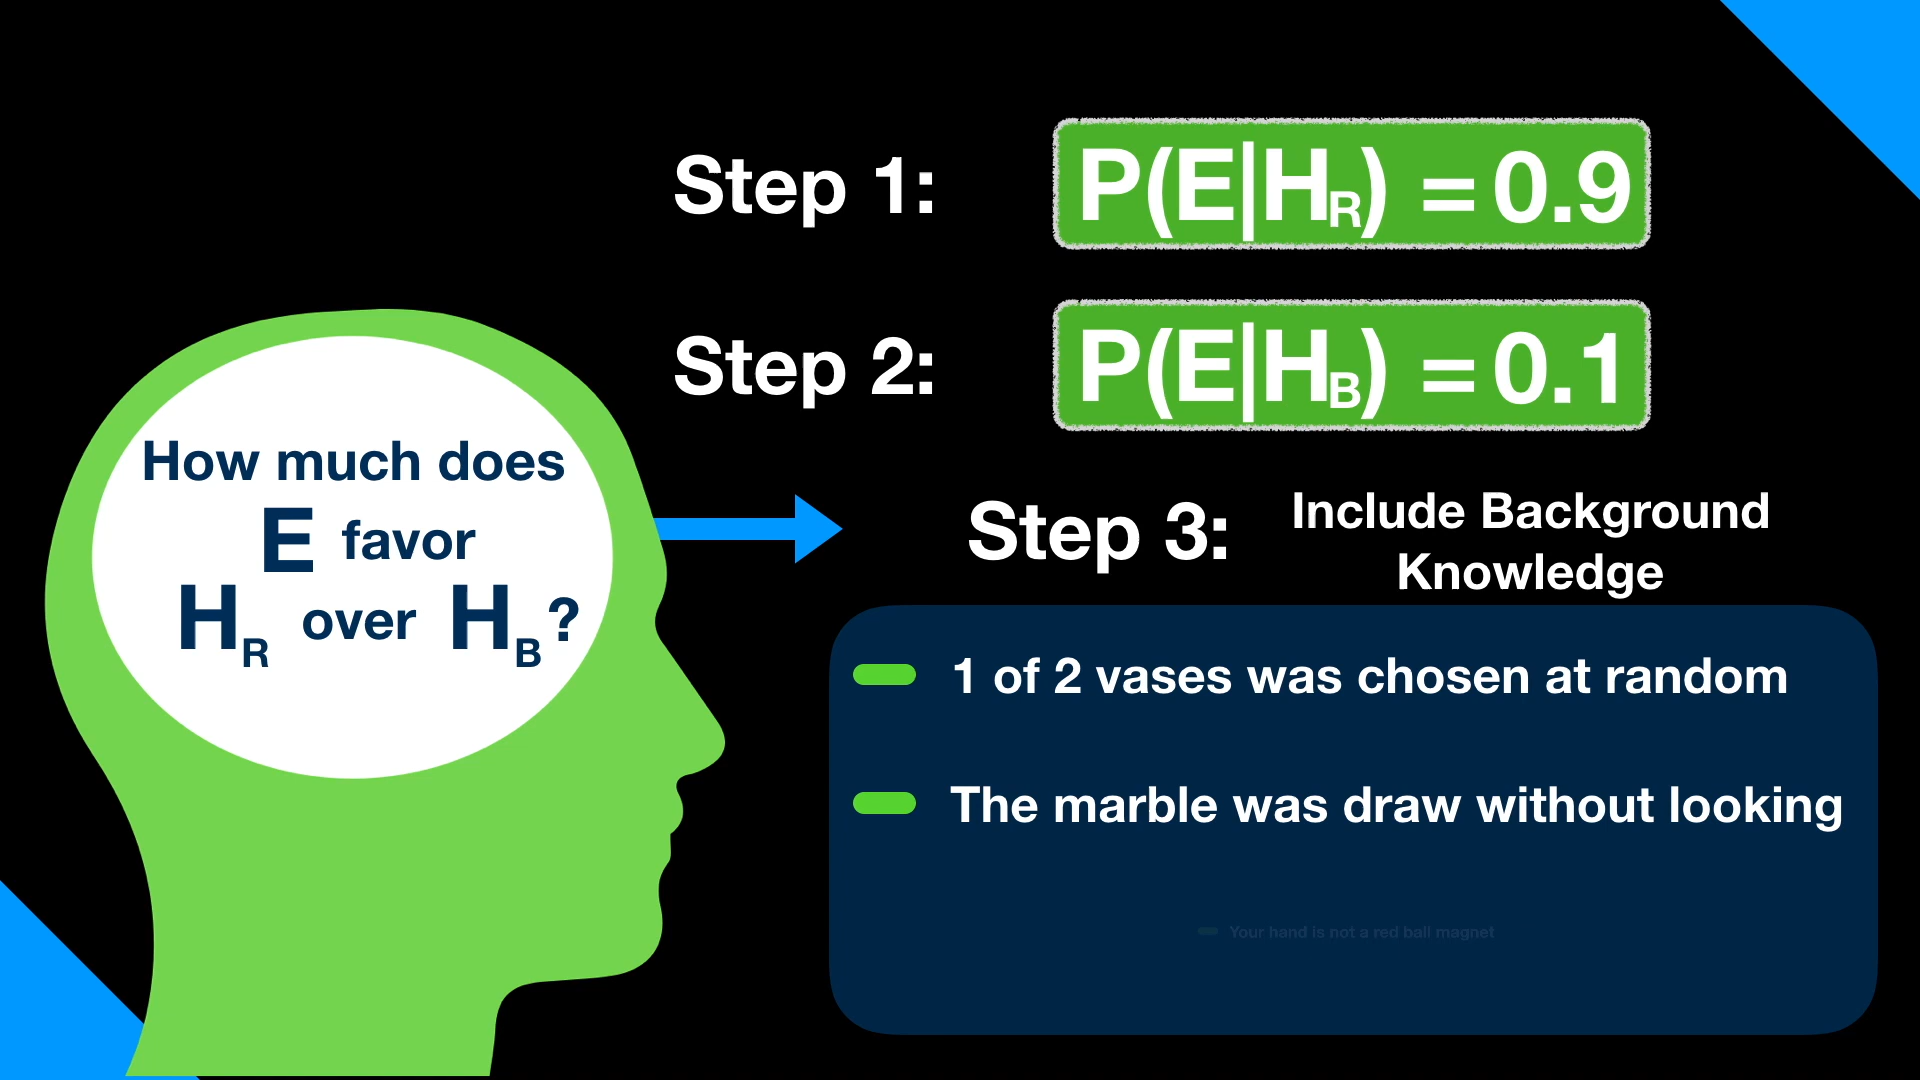 Step 1: P(E|HR) = 0.9
Step 2: P(E|HB) = 0.1
How much does
E favor
HR over HB?
Step 3: Include Background
Knowledge
1 of 2 vases was chosen at random
The marble was draw without looking
Your hand is not a red ball magnet